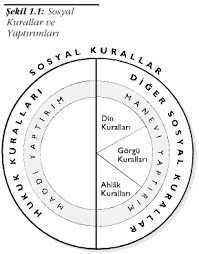 Şekil 1.1: Sosyal
Kurallar ve
Yaptırımları
SOSYAL KURALLAR
HUKUK KURALLARI
MADDİ YAPTIRIM
DİĞER SOSYAL KURALLAR
MANEVİ YAPTIRIM
Din
Kuralları
Görgü
Kuralları
Ahlâk
Kuralları